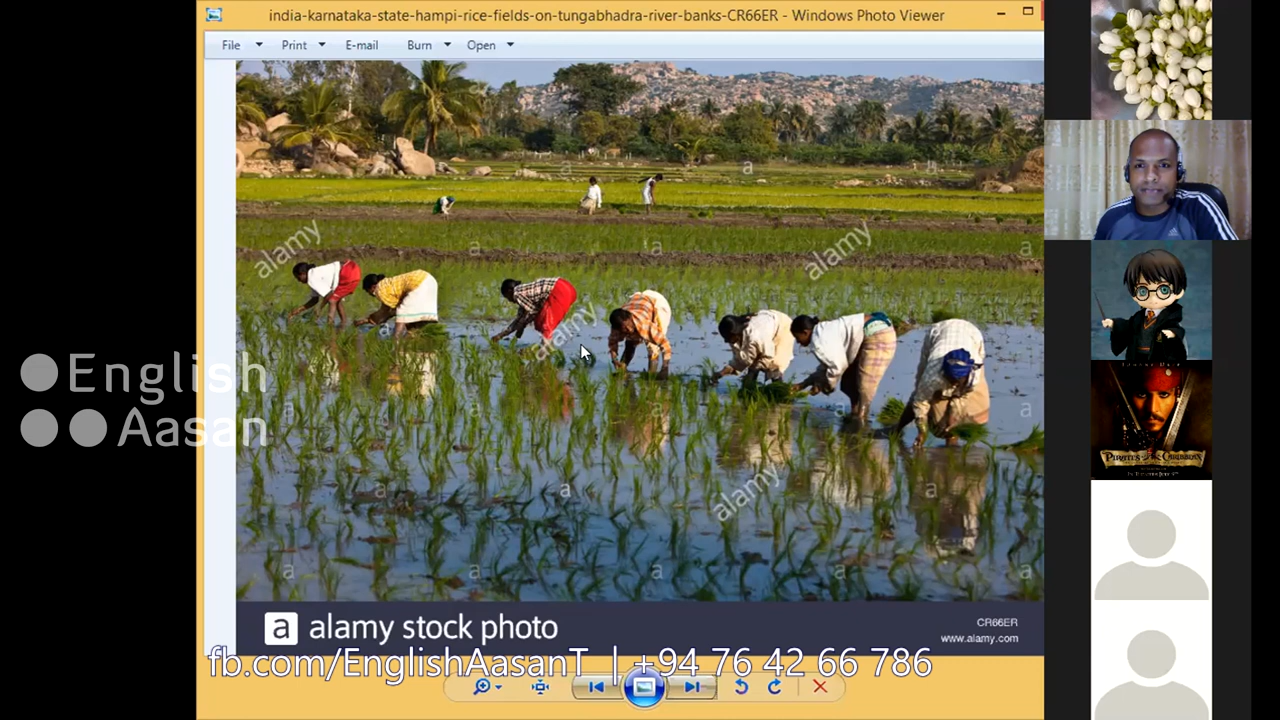 india-karnataka-state-hampi-rice-fields-on-tungabhadra-river-banks-CR66ER - Windows Photo Viewer
File Print E-mail Burn Open
alamy
alamy
alamy
alamy
English
Aasan
PIRATES of the CARIBBEAN
a alamy stock photo
CR66ER
www.alamy.com
fb.com/EnglishAasanT | +94 76 42 66 786